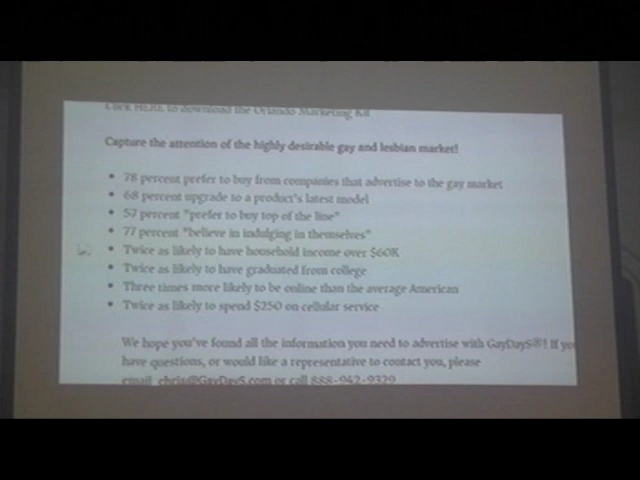 Click HERE to download the Orlando Marketing Kit
Capture the attention of the highly desirable gay and lesbian market!
• 78 percent prefer to buy from companies that advertise to the gay market
• 68 percent upgrade to a product's latest model
• 57 percent "prefer to buy top of the line"
• 77 percent "believe in indulging in themselves"
• Twice as likely to have household income over $60K
• Twice as likely to have graduated from college
• Three times more likely to be online than the average American
• Twice as likely to spend $250 on cellular service
We hope you've found all the information you need to advertise with GayDayS®! If you
have questions, or would like a representative to contact you, please
email chris@GayDayS.com or call 888-942-9329